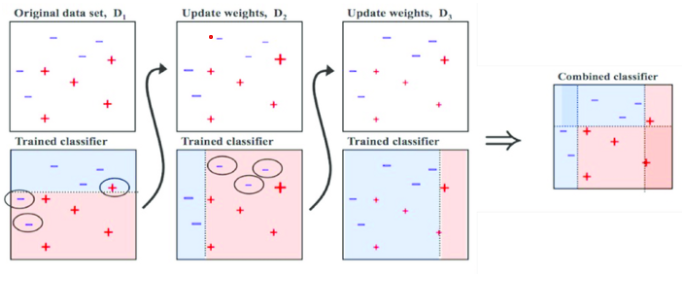 Original data set, D₁
Update weights, D₂
Update weights, D₃
Combined classifier
Trained classifier
Trained classifier
Trained classifier